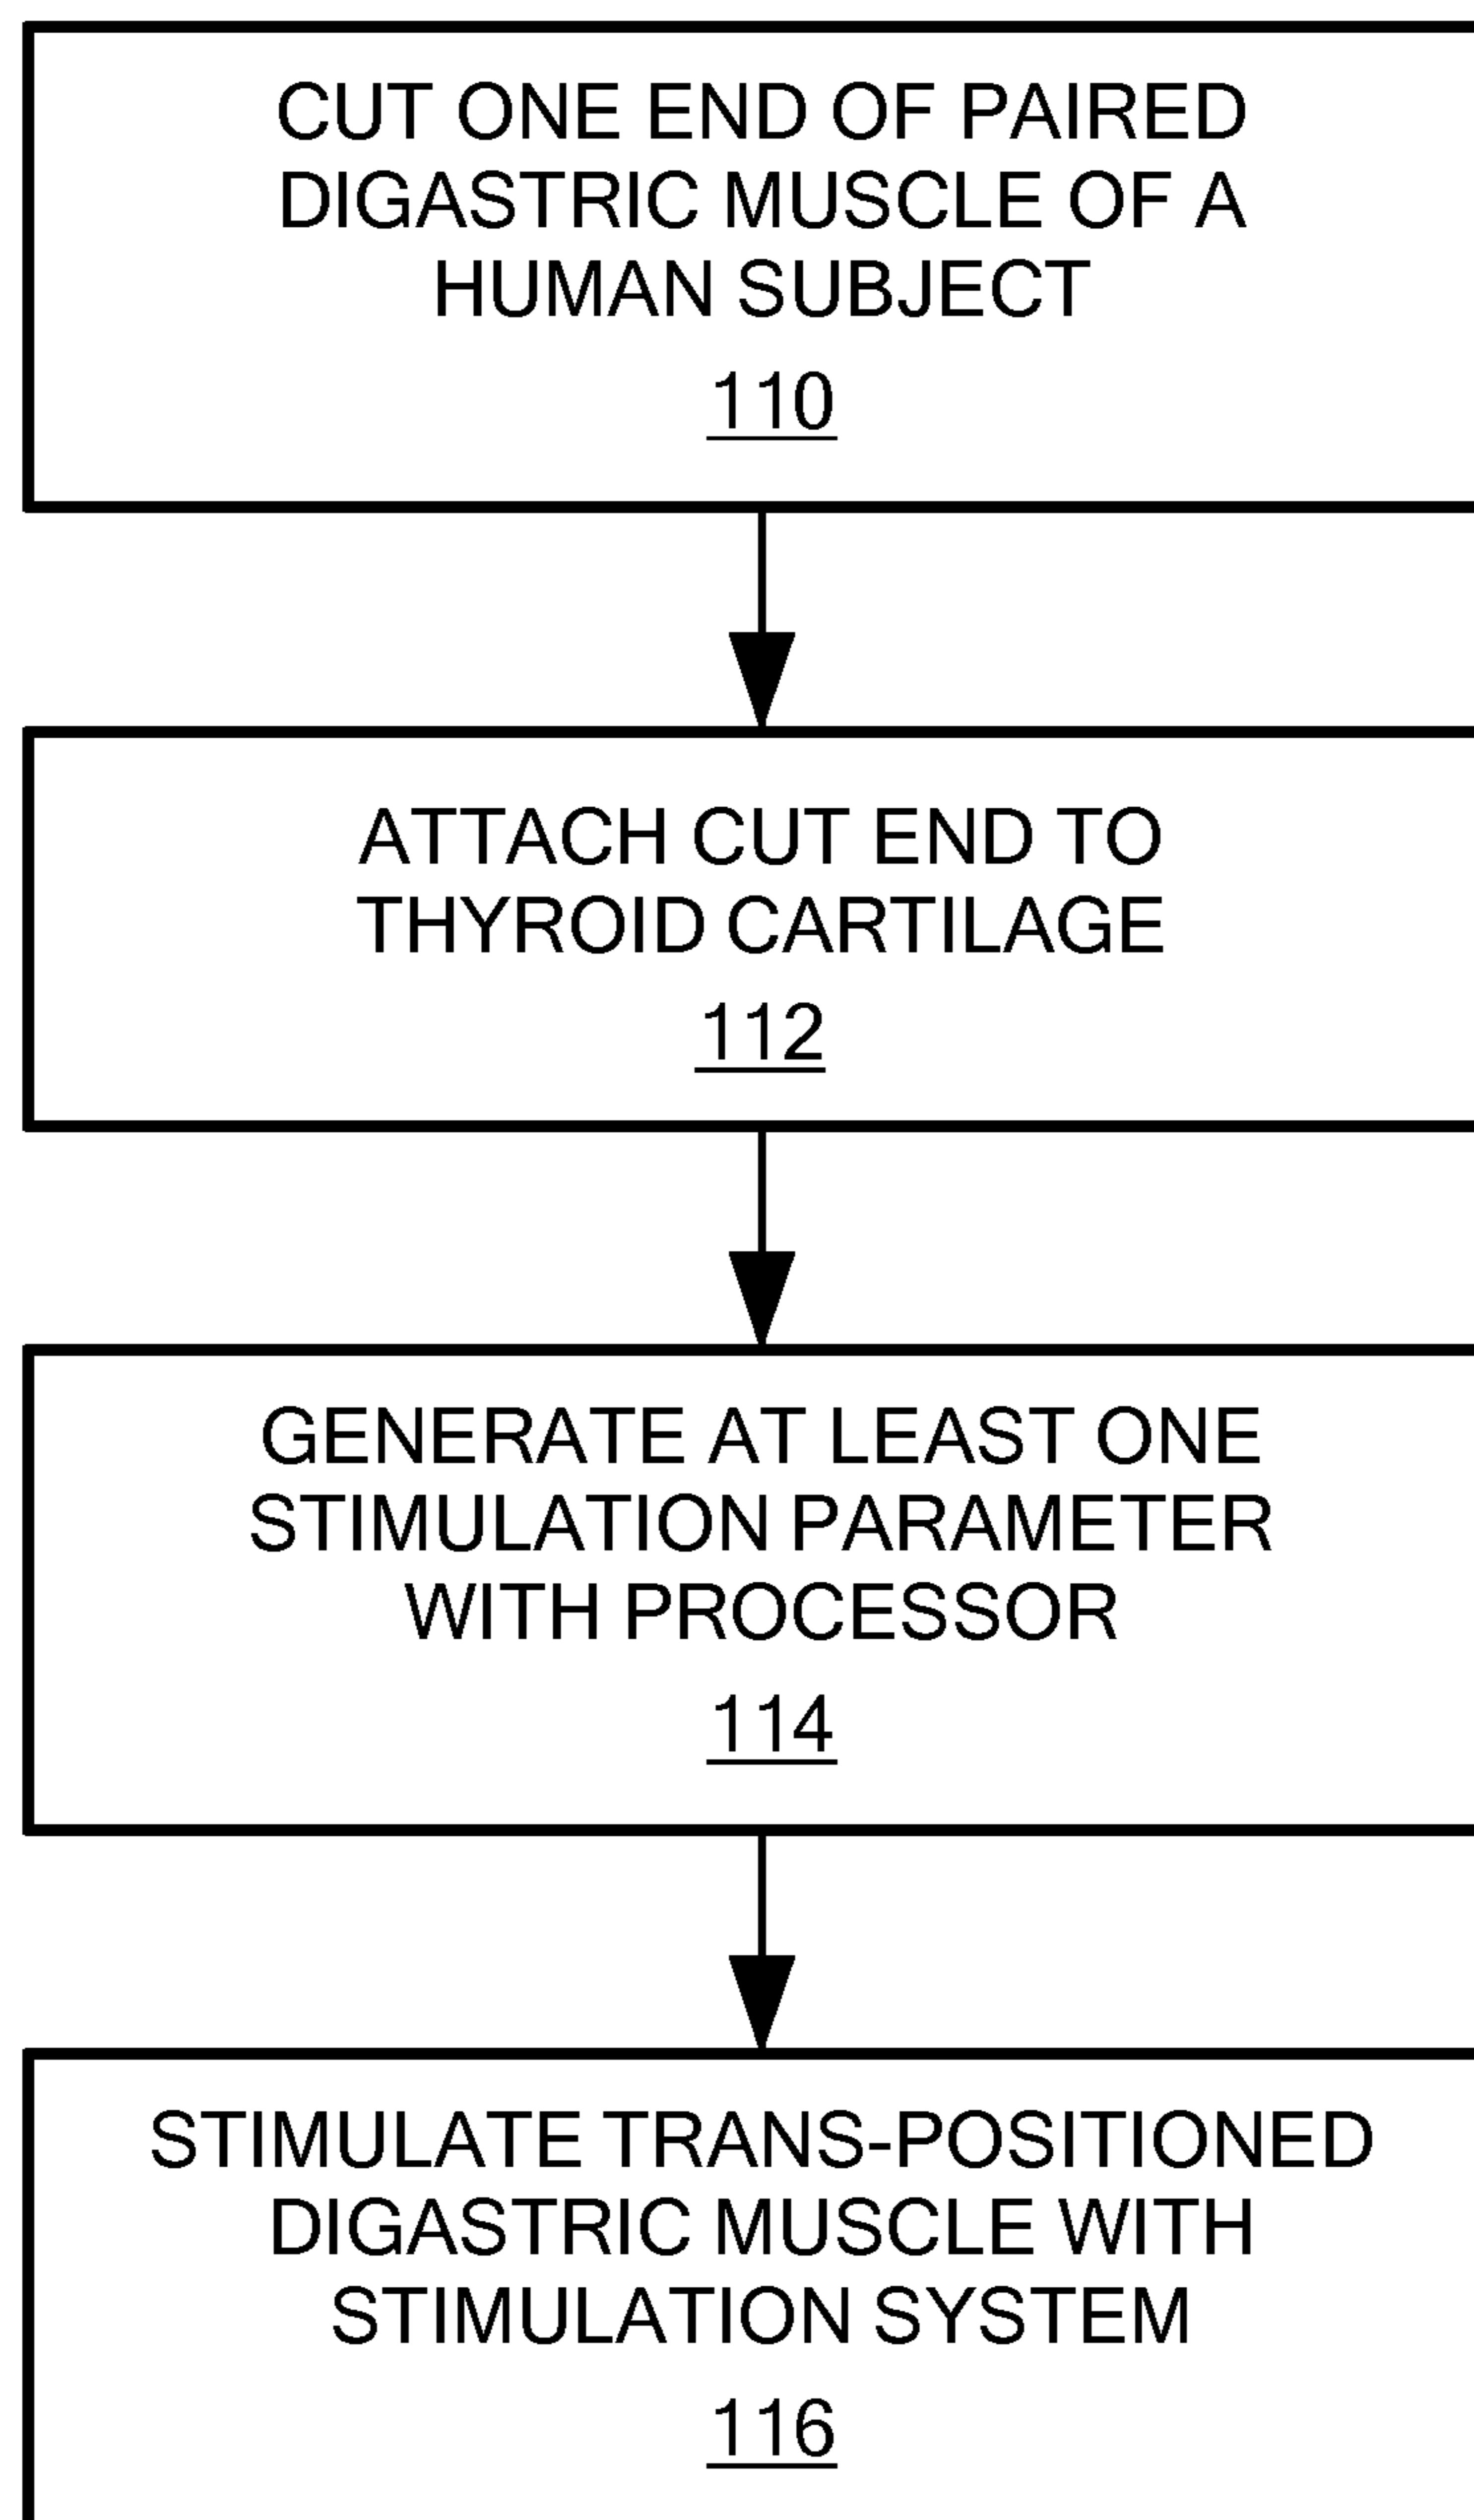 CUT ONE END OF PAIRED
DIGASTRIC MUSCLE OF A
HUMAN SUBJECT
110
ATTACH CUT END TO
THYROID CARTILAGE
112
GENERATE AT LEAST ONE
STIMULATION PARAMETER
WITH PROCESSOR
114
STIMULATE TRANS-POSITIONED
DIGASTRIC MUSCLE WITH
STIMULATION SYSTEM
116